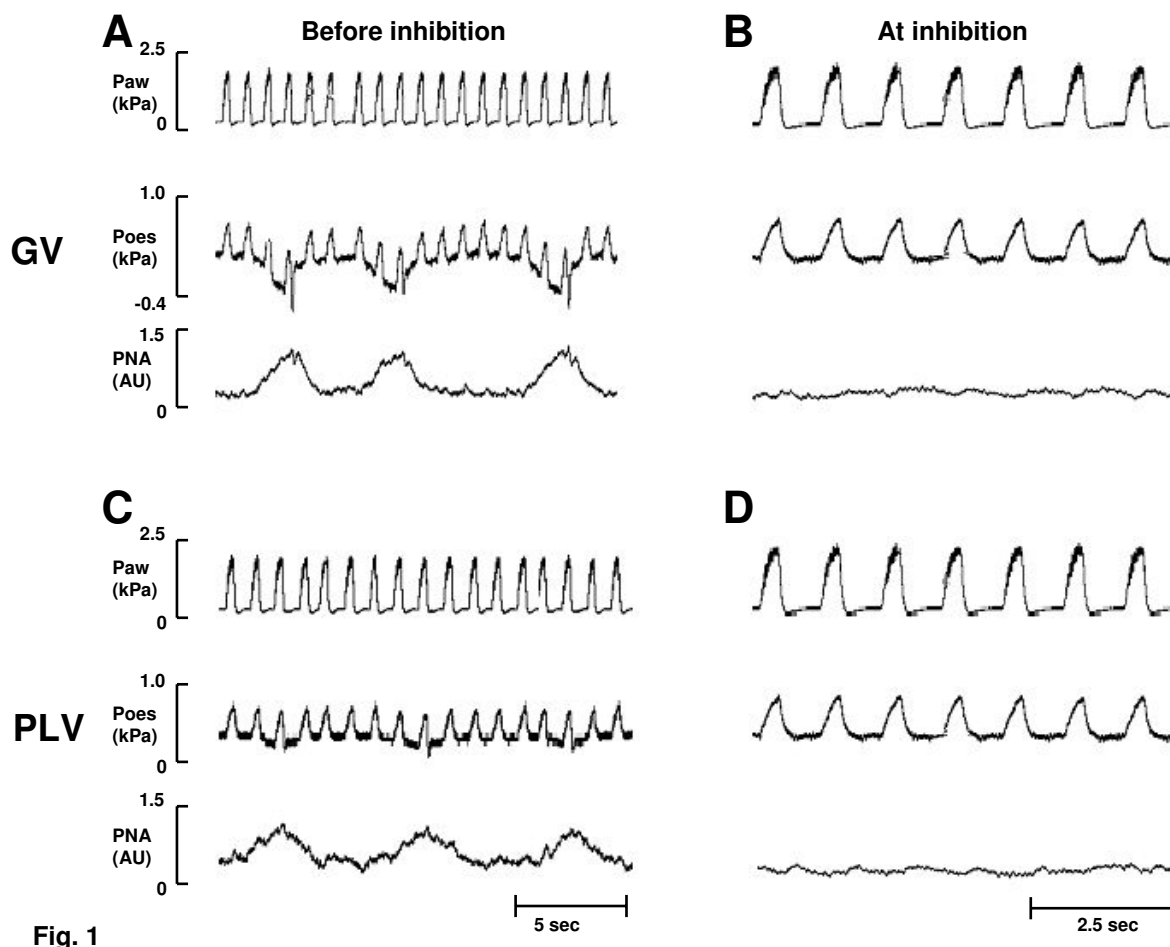 A
Before inhibition
B
At inhibition
2.5
Paw
(kPa)
0
GV
1.0
Poes
(kPa)
-0.4
1.5
PNA
(AU)
0
C
D
2.5
Paw
(kPa)
0
PLV
1.0
Poes
(kPa)
0
1.5
PNA
(AU)
0
5 sec
2.5 sec
Fig. 1